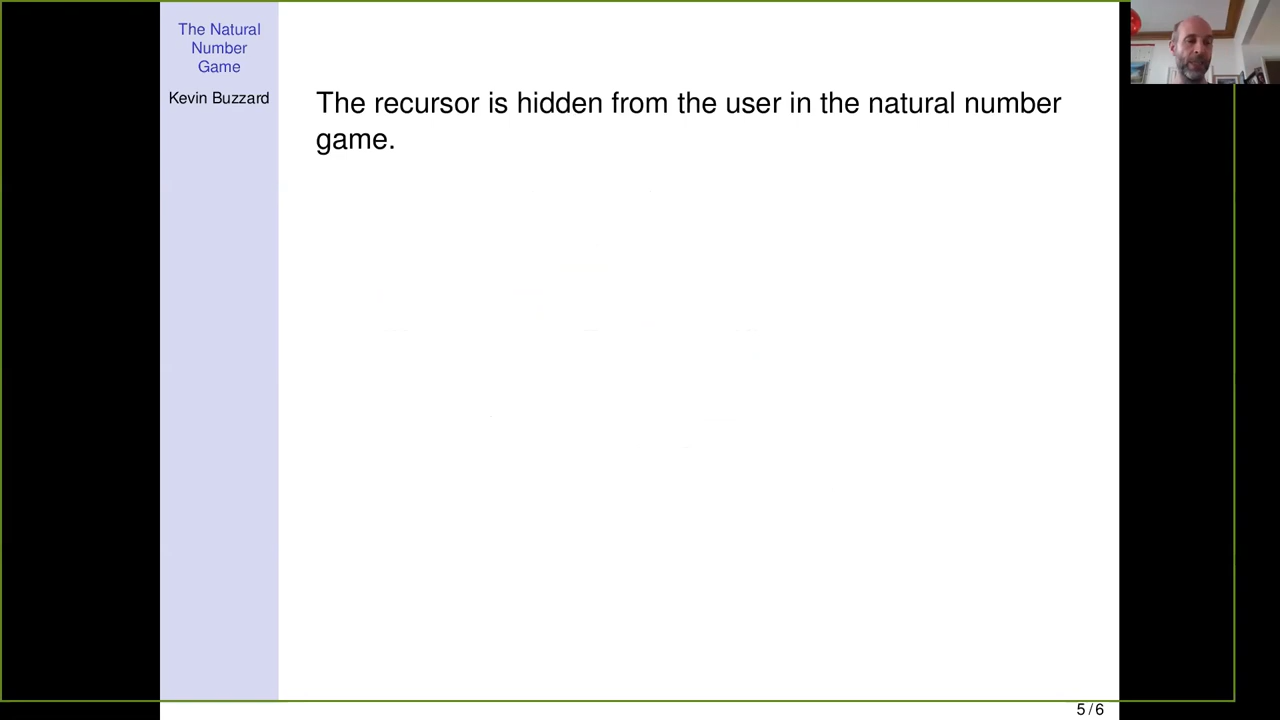 The Natural
Number
Game
Kevin Buzzard
The recursor is hidden from the user in the natural number
game.
5 / 6